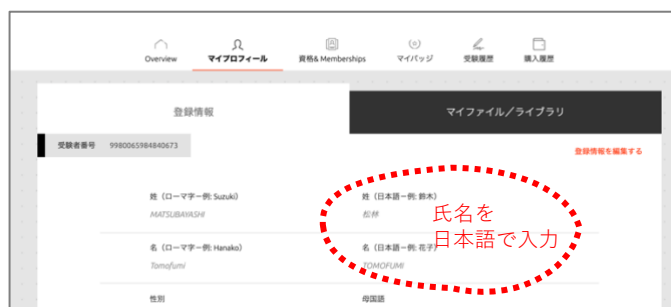 Overview マイプロフィール 資格& Memberships マイバッジ 受験履歴 購入履歴
登録情報 マイファイル／ライブラリ
受験者番号 9980065984840673
登録情報を編集する
姓（ローマ字ー例: Suzuki） 姓（日本語ー例: 鈴木）
MATSUBAYASHI 松林
氏名を
日本語で入力
名（ローマ字ー例: Hanako） 名（日本語ー例: 花子）
Tomofumi TOMOFUMI
性別 母国語